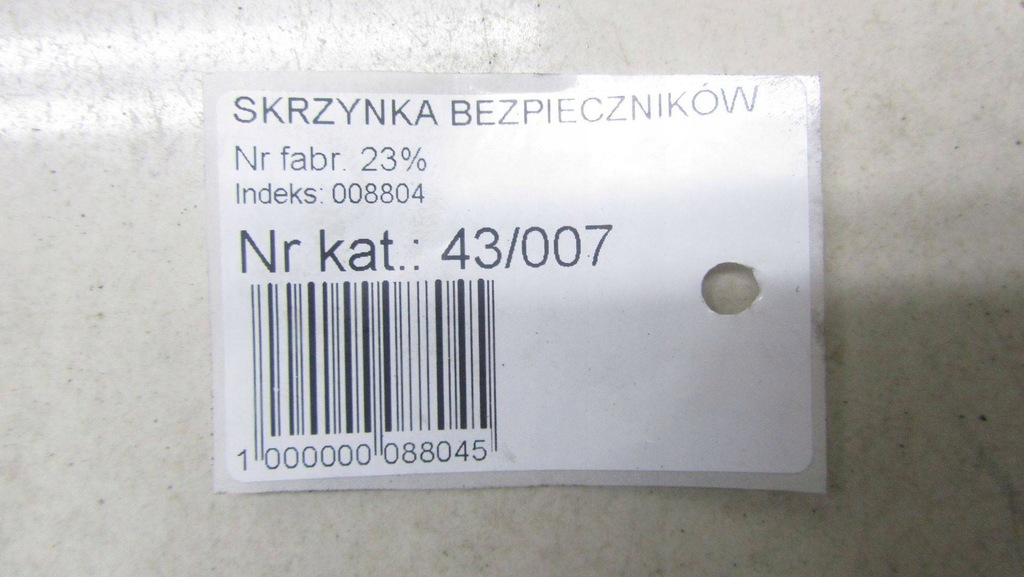 SKRZYNKA BEZPIECZNIKÓW
Nr fabr. 23%
Indeks: 008804
Nr kat.: 43/007
1 000000 088045